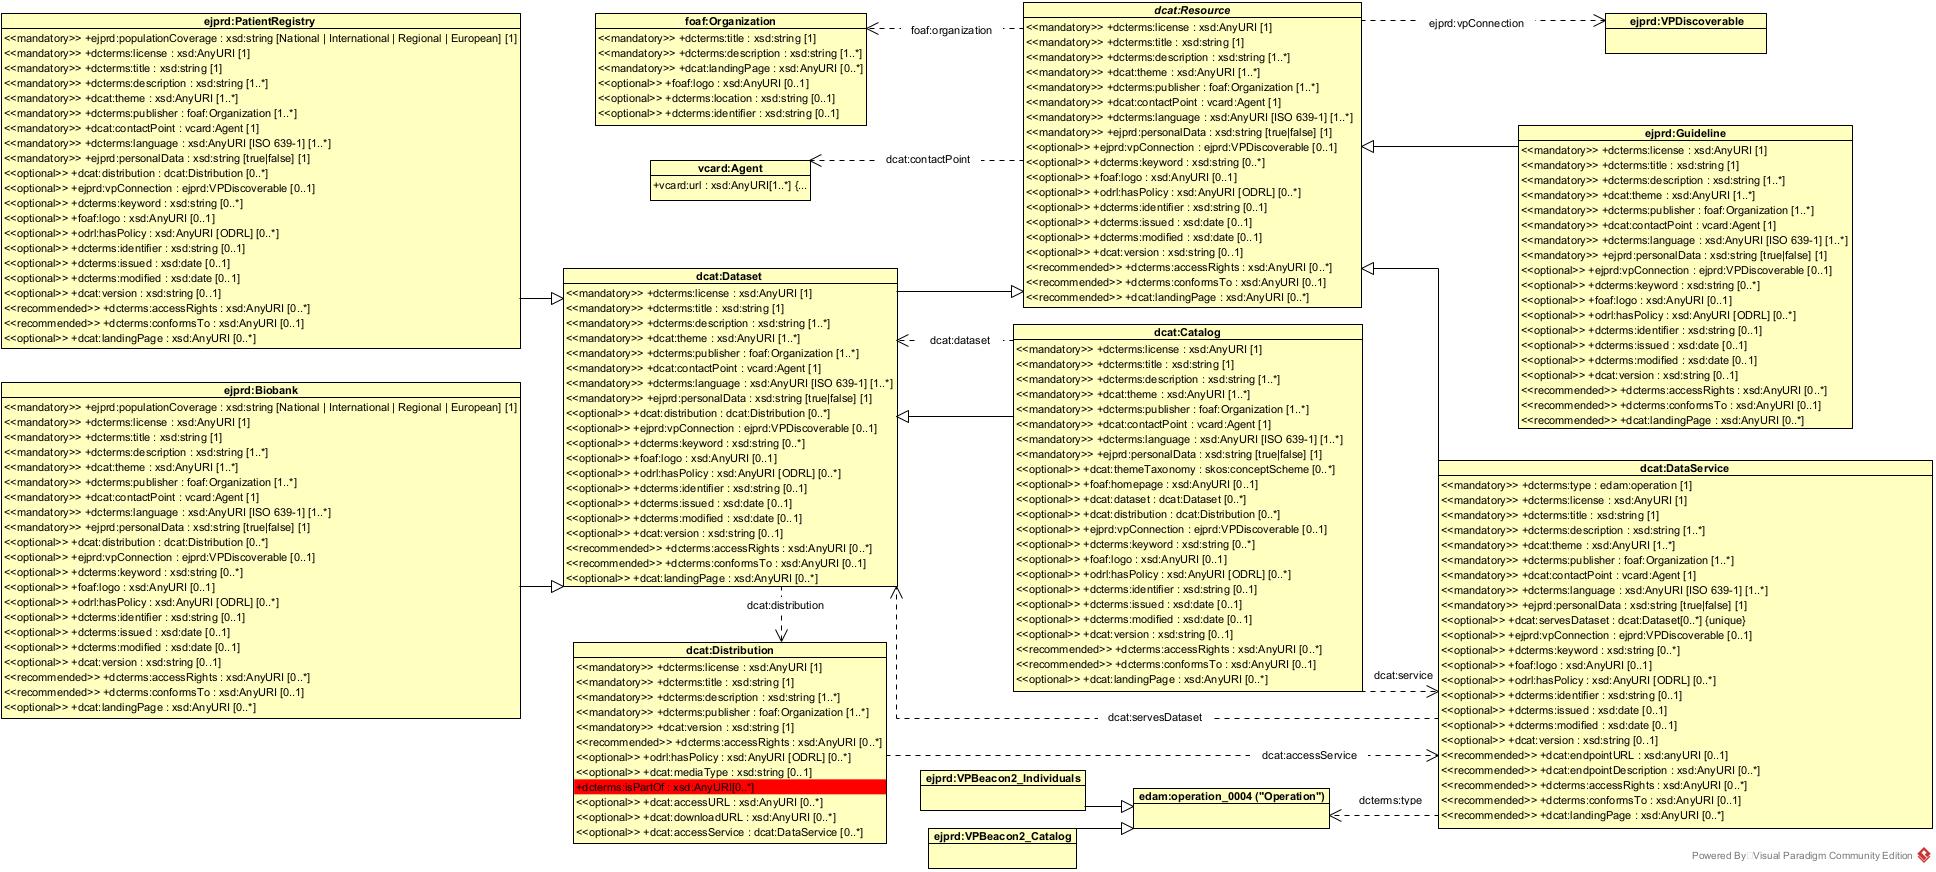 ejprd:PatientRegistry
<<mandatory>> +ejprd:populationCoverage : xsd:string [National | International | Regional | European] [1]
<<mandatory>> +dcterms:license : xsd:AnyURI [1]
<<mandatory>> +dcterms:title : xsd:string [1]
<<mandatory>> +dcterms:description : xsd:string [1..*]
<<mandatory>> +dcat:theme : xsd:AnyURI [1..*]
<<mandatory>> +dcterms:publisher : foaf:Organization [1..*]
<<mandatory>> +dcat:contactPoint : vcard:Agent [1]
<<mandatory>> +dcterms:language : xsd:AnyURI [ISO 639-1] [1..*]
<<mandatory>> +ejprd:personalData : xsd:string [true|false] [1]
<<optional>> +dcat:distribution : dcat:Distribution [0..*]
<<optional>> +ejprd:vpConnection : ejprd:VPDiscoverable [0..1]
<<optional>> +dcterms:keyword : xsd:string [0..*]
<<optional>> +foaf:logo : xsd:AnyURI [0..1]
<<optional>> +odrl:hasPolicy : xsd:AnyURI [ODRL] [0..*]
<<optional>> +dcterms:identifier : xsd:string [0..1]
<<optional>> +dcterms:issued : xsd:date [0..1]
<<optional>> +dcterms:modified : xsd:date [0..1]
<<optional>> +dcat:version : xsd:string [0..1]
<<recommended>> +dcterms:accessRights : xsd:AnyURI [0..*]
<<recommended>> +dcterms:conformsTo : xsd:AnyURI [0..1]
<<optional>> +dcat:landingPage : xsd:AnyURI [0..*]
ejprd:Biobank
<<mandatory>> +ejprd:populationCoverage : xsd:string [National | International | Regional | European] [1]
<<mandatory>> +dcterms:license : xsd:AnyURI [1]
<<mandatory>> +dcterms:title : xsd:string [1]
<<mandatory>> +dcterms:description : xsd:string [1..*]
<<mandatory>> +dcat:theme : xsd:AnyURI [1..*]
<<mandatory>> +dcterms:publisher : foaf:Organization [1..*]
<<mandatory>> +dcat:contactPoint : vcard:Agent [1]
<<mandatory>> +dcterms:language : xsd:AnyURI [ISO 639-1] [1..*]
<<mandatory>> +ejprd:personalData : xsd:string [true|false] [1]
<<optional>> +dcat:distribution : dcat:Distribution [0..*]
<<optional>> +ejprd:vpConnection : ejprd:VPDiscoverable [0..1]
<<optional>> +dcterms:keyword : xsd:string [0..*]
<<optional>> +foaf:logo : xsd:AnyURI [0..1]
<<optional>> +odrl:hasPolicy : xsd:AnyURI [ODRL] [0..*]
<<optional>> +dcterms:identifier : xsd:string [0..1]
<<optional>> +dcterms:issued : xsd:date [0..1]
<<optional>> +dcterms:modified : xsd:date [0..1]
<<optional>> +dcat:version : xsd:string [0..1]
<<recommended>> +dcterms:accessRights : xsd:AnyURI [0..*]
<<recommended>> +dcterms:conformsTo : xsd:AnyURI [0..1]
<<optional>> +dcat:landingPage : xsd:AnyURI [0..*]
foaf:Organization
<<mandatory>> +dcterms:title : xsd:string [1]
<<mandatory>> +dcterms:description : xsd:string [1..*]
<<mandatory>> +dcat:landingPage : xsd:AnyURI [0..*]
<<optional>> +foaf:logo : xsd:AnyURI [0..1]
<<optional>> +dcterms:location : xsd:string [0..1]
<<optional>> +dcterms:identifier : xsd:string [0..1]
vcard:Agent
+vcard:url : xsd:AnyURI[1..*] {...
foaf:organization
dcat:contactPoint
dcat:Dataset
<<mandatory>> +dcterms:license : xsd:AnyURI [1]
<<mandatory>> +dcterms:title : xsd:string [1]
<<mandatory>> +dcterms:description : xsd:string [1..*]
<<mandatory>> +dcat:theme : xsd:AnyURI [1..*]
<<mandatory>> +dcterms:publisher : foaf:Organization [1..*]
<<mandatory>> +dcat:contactPoint : vcard:Agent [1]
<<mandatory>> +dcterms:language : xsd:AnyURI [ISO 639-1] [1..*]
<<mandatory>> +ejprd:personalData : xsd:string [true|false] [1]
<<optional>> +dcat:distribution : dcat:Distribution [0..*]
<<optional>> +ejprd:vpConnection : ejprd:VPDiscoverable [0..1]
<<optional>> +dcterms:keyword : xsd:string [0..*]
<<optional>> +foaf:logo : xsd:AnyURI [0..1]
<<optional>> +odrl:hasPolicy : xsd:AnyURI [ODRL] [0..*]
<<optional>> +dcterms:identifier : xsd:string [0..1]
<<optional>> +dcterms:issued : xsd:date [0..1]
<<optional>> +dcterms:modified : xsd:date [0..1]
<<optional>> +dcat:version : xsd:string [0..1]
<<recommended>> +dcterms:accessRights : xsd:AnyURI [0..*]
<<recommended>> +dcterms:conformsTo : xsd:AnyURI [0..1]
<<optional>> +dcat:landingPage : xsd:AnyURI [0..*]
dcat:distribution
dcat:Distribution
<<mandatory>> +dcterms:license : xsd:AnyURI [1]
<<mandatory>> +dcterms:title : xsd:string [1]
<<mandatory>> +dcterms:description : xsd:string [1..*]
<<mandatory>> +dcterms:publisher : foaf:Organization [1..*]
<<mandatory>> +dcat:version : xsd:string [1]
<<recommended>> +dcterms:accessRights : xsd:AnyURI [0..*]
<<optional>> +odrl:hasPolicy : xsd:AnyURI [ODRL] [0..*]
<<optional>> +dcat:mediaType : xsd:string [0..1]
+dcterms:isPartOf : xsd:AnyURI[0..*]
<<optional>> +dcat:accessURL : xsd:AnyURI [0..*]
<<optional>> +dcat:downloadURL : xsd:AnyURI [0..*]
<<optional>> +dcat:accessService : dcat:DataService [0..*]
dcat:Resource
<<mandatory>> +dcterms:license : xsd:AnyURI [1]
<<mandatory>> +dcterms:title : xsd:string [1]
<<mandatory>> +dcterms:description : xsd:string [1..*]
<<mandatory>> +dcat:theme : xsd:AnyURI [1..*]
<<mandatory>> +dcterms:publisher : foaf:Organization [1..*]
<<mandatory>> +dcat:contactPoint : vcard:Agent [1]
<<mandatory>> +dcterms:language : xsd:AnyURI [ISO 639-1] [1..*]
<<mandatory>> +ejprd:personalData : xsd:string [true|false] [1]
<<optional>> +ejprd:vpConnection : ejprd:VPDiscoverable [0..1]
<<optional>> +dcterms:keyword : xsd:string [0..*]
<<optional>> +foaf:logo : xsd:AnyURI [0..1]
<<optional>> +odrl:hasPolicy : xsd:AnyURI [ODRL] [0..*]
<<optional>> +dcterms:identifier : xsd:string [0..1]
<<optional>> +dcterms:issued : xsd:date [0..1]
<<optional>> +dcterms:modified : xsd:date [0..1]
<<optional>> +dcat:version : xsd:string [0..1]
<<recommended>> +dcterms:accessRights : xsd:AnyURI [0..*]
<<recommended>> +dcterms:conformsTo : xsd:AnyURI [0..1]
<<recommended>> +dcat:landingPage : xsd:AnyURI [0..*]
dcat:dataset
dcat:Catalog
<<mandatory>> +dcterms:license : xsd:AnyURI [1]
<<mandatory>> +dcterms:title : xsd:string [1]
<<mandatory>> +dcterms:description : xsd:string [1..*]
<<mandatory>> +dcat:theme : xsd:AnyURI [1..*]
<<mandatory>> +dcterms:publisher : foaf:Organization [1..*]
<<mandatory>> +dcat:contactPoint : vcard:Agent [1]
<<mandatory>> +dcterms:language : xsd:AnyURI [ISO 639-1] [1..*]
<<mandatory>> +ejprd:personalData : xsd:string [true|false] [1]
<<optional>> +dcat:themeTaxonomy : skos:conceptScheme [0..*]
<<optional>> +foaf:homepage : xsd:AnyURI [0..1]
<<optional>> +dcat:dataset : dcat:Dataset [0..*]
<<optional>> +dcat:distribution : dcat:Distribution [0..*]
<<optional>> +ejprd:vpConnection : ejprd:VPDiscoverable [0..1]
<<optional>> +dcterms:keyword : xsd:string [0..*]
<<optional>> +foaf:logo : xsd:AnyURI [0..1]
<<optional>> +odrl:hasPolicy : xsd:AnyURI [ODRL] [0..*]
<<optional>> +dcterms:identifier : xsd:string [0..1]
<<optional>> +dcterms:issued : xsd:date [0..1]
<<optional>> +dcterms:modified : xsd:date [0..1]
<<optional>> +dcat:version : xsd:string [0..1]
<<recommended>> +dcterms:accessRights : xsd:AnyURI [0..*]
<<recommended>> +dcterms:conformsTo : xsd:AnyURI [0..1]
<<optional>> +dcat:landingPage : xsd:AnyURI [0..*]
dcat:service
dcat:servesDataset
dcat:accessService
ejprd:VPBeacon2_Individuals
ejprd:VPBeacon2_Catalog
edam:operation_0004 ("Operation")
dcterms:type
ejprd:vpConnection
ejprd:VPDiscoverable
ejprd:Guideline
<<mandatory>> +dcterms:license : xsd:AnyURI [1]
<<mandatory>> +dcterms:title : xsd:string [1]
<<mandatory>> +dcterms:description : xsd:string [1..*]
<<mandatory>> +dcat:theme : xsd:AnyURI [1..*]
<<mandatory>> +dcterms:publisher : foaf:Organization [1..*]
<<mandatory>> +dcat:contactPoint : vcard:Agent [1]
<<mandatory>> +dcterms:language : xsd:AnyURI [ISO 639-1] [1..*]
<<mandatory>> +ejprd:personalData : xsd:string [true|false] [1]
<<optional>> +ejprd:vpConnection : ejprd:VPDiscoverable [0..1]
<<optional>> +dcterms:keyword : xsd:string [0..*]
<<optional>> +foaf:logo : xsd:AnyURI [0..1]
<<optional>> +odrl:hasPolicy : xsd:AnyURI [ODRL] [0..*]
<<optional>> +dcterms:identifier : xsd:string [0..1]
<<optional>> +dcterms:issued : xsd:date [0..1]
<<optional>> +dcterms:modified : xsd:date [0..1]
<<optional>> +dcat:version : xsd:string [0..1]
<<recommended>> +dcterms:accessRights : xsd:AnyURI [0..*]
<<recommended>> +dcterms:conformsTo : xsd:AnyURI [0..1]
<<recommended>> +dcat:landingPage : xsd:AnyURI [0..*]
dcat:DataService
<<mandatory>> +dcterms:type : edam:operation [1]
<<mandatory>> +dcterms:license : xsd:AnyURI [1]
<<mandatory>> +dcterms:title : xsd:string [1]
<<mandatory>> +dcterms:description : xsd:string [1..*]
<<mandatory>> +dcat:theme : xsd:AnyURI [1..*]
<<mandatory>> +dcterms:publisher : foaf:Organization [1..*]
<<mandatory>> +dcat:contactPoint : vcard:Agent [1]
<<mandatory>> +dcterms:language : xsd:AnyURI [ISO 639-1] [1..*]
<<mandatory>> +ejprd:personalData : xsd:string [true|false] [1]
<<optional>> +dcat:servesDataset : dcat:Dataset[0..*] {unique}
<<optional>> +ejprd:vpConnection : ejprd:VPDiscoverable [0..1]
<<optional>> +dcterms:keyword : xsd:string [0..*]
<<optional>> +foaf:logo : xsd:AnyURI [0..1]
<<optional>> +odrl:hasPolicy : xsd:AnyURI [ODRL] [0..*]
<<optional>> +dcterms:identifier : xsd:string [0..1]
<<optional>> +dcterms:issued : xsd:date [0..1]
<<optional>> +dcterms:modified : xsd:date [0..1]
<<optional>> +dcat:version : xsd:string [0..1]
<<recommended>> +dcat:endpointURL : xsd:anyURI [0..1]
<<recommended>> +dcat:endpointDescription : xsd:AnyURI [0..*]
<<recommended>> +dcterms:accessRights : xsd:AnyURI [0..*]
<<recommended>> +dcterms:conformsTo : xsd:AnyURI [0..1]
<<recommended>> +dcat:landingPage : xsd:AnyURI [0..*]
Powered By Visual Paradigm Community Edition